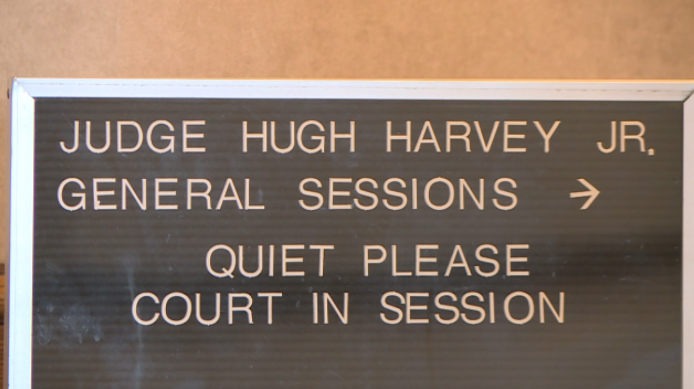 JUDGE HUGH HARVEY JR.
GENERAL SESSIONS →
QUIET PLEASE
COURT IN SESSION